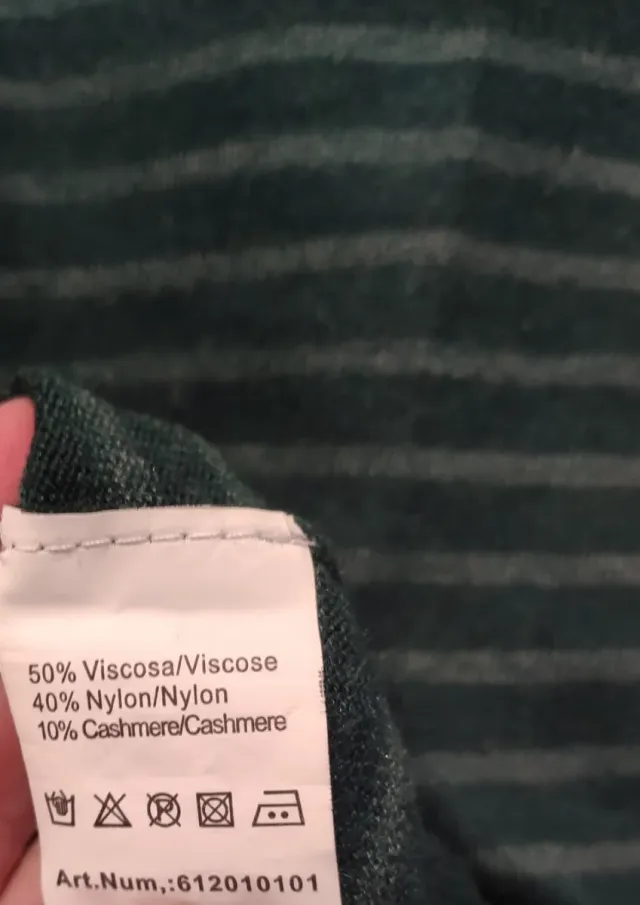 50% Viscosa/Viscose
40% Nylon/Nylon
10% Cashmere/Cashmere
P
Art.Num,:612010101